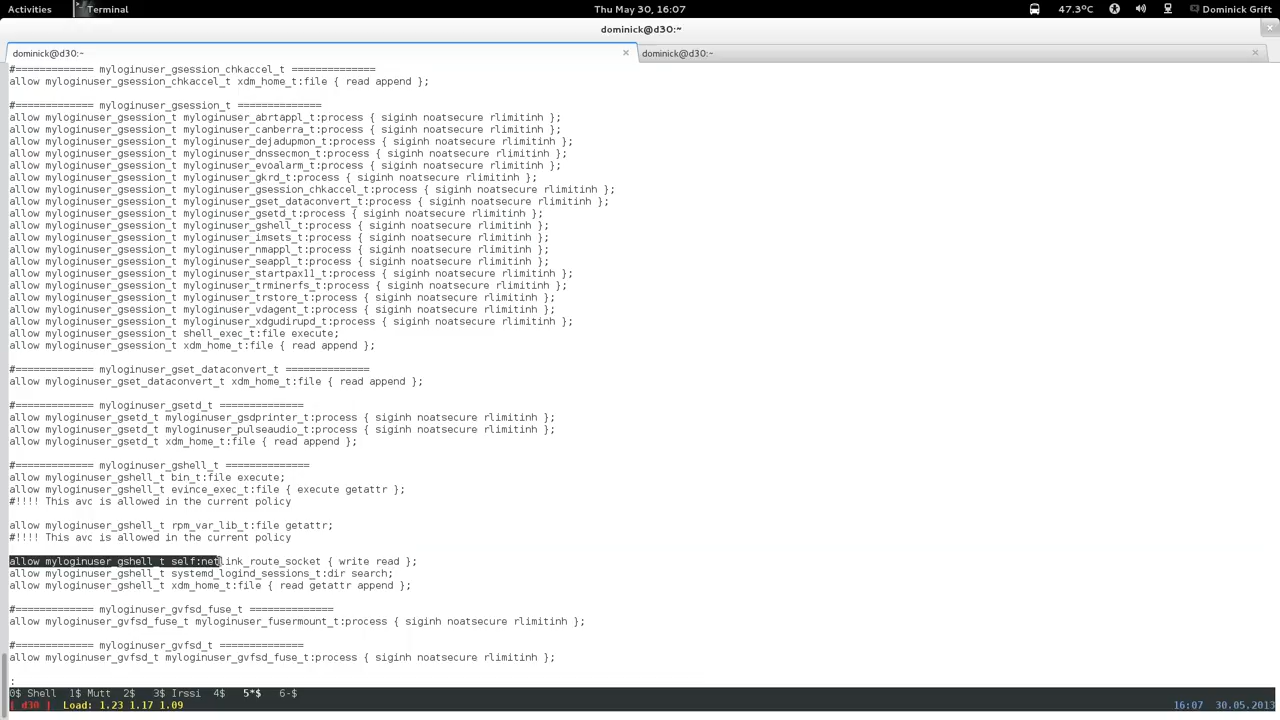 Activities Terminal Thu May 30, 16:07 47.3°C Dominick Grift
dominick@d30:~
dominick@d30:~ dominick@d30:~
#============= myloginuser_gsession_chkaccel_t ==============
allow myloginuser_gsession_chkaccel_t xdm_home_t:file { read append };
#============= myloginuser_gsession_t ==============
allow myloginuser_gsession_t myloginuser_abrtappl_t:process { siginh noatsecure rlimitinh };
allow myloginuser_gsession_t myloginuser_canberra_t:process { siginh noatsecure rlimitinh };
allow myloginuser_gsession_t myloginuser_dejadupmon_t:process { siginh noatsecure rlimitinh };
allow myloginuser_gsession_t myloginuser_dnssecmon_t:process { siginh noatsecure rlimitinh };
allow myloginuser_gsession_t myloginuser_evoalarm_t:process { siginh noatsecure rlimitinh };
allow myloginuser_gsession_t myloginuser_gkrd_t:process { siginh noatsecure rlimitinh };
allow myloginuser_gsession_t myloginuser_gsession_chkaccel_t:process { siginh noatsecure rlimitinh };
allow myloginuser_gsession_t myloginuser_gset_dataconvert_t:process { siginh noatsecure rlimitinh };
allow myloginuser_gsession_t myloginuser_gsetd_t:process { siginh noatsecure rlimitinh };
allow myloginuser_gsession_t myloginuser_gshell_t:process { siginh noatsecure rlimitinh };
allow myloginuser_gsession_t myloginuser_imsets_t:process { siginh noatsecure rlimitinh };
allow myloginuser_gsession_t myloginuser_nmappl_t:process { siginh noatsecure rlimitinh };
allow myloginuser_gsession_t myloginuser_seappl_t:process { siginh noatsecure rlimitinh };
allow myloginuser_gsession_t myloginuser_startpax11_t:process { siginh noatsecure rlimitinh };
allow myloginuser_gsession_t myloginuser_trminerfs_t:process { siginh noatsecure rlimitinh };
allow myloginuser_gsession_t myloginuser_trstore_t:process { siginh noatsecure rlimitinh };
allow myloginuser_gsession_t myloginuser_vdagent_t:process { siginh noatsecure rlimitinh };
allow myloginuser_gsession_t myloginuser_xdgudirupd_t:process { siginh noatsecure rlimitinh };
allow myloginuser_gsession_t shell_exec_t:file execute;
allow myloginuser_gsession_t xdm_home_t:file { read append };
#============= myloginuser_gset_dataconvert_t ==============
allow myloginuser_gset_dataconvert_t xdm_home_t:file { read append };
#============= myloginuser_gsetd_t ==============
allow myloginuser_gsetd_t myloginuser_gsdprinter_t:process { siginh noatsecure rlimitinh };
allow myloginuser_gsetd_t myloginuser_pulseaudio_t:process { siginh noatsecure rlimitinh };
allow myloginuser_gsetd_t xdm_home_t:file { read append };
#============= myloginuser_gshell_t ==============
allow myloginuser_gshell_t bin_t:file execute;
allow myloginuser_gshell_t evince_exec_t:file { execute getattr };
#!!!! This avc is allowed in the current policy
allow myloginuser_gshell_t rpm_var_lib_t:file getattr;
#!!!! This avc is allowed in the current policy
allow myloginuser_gshell_t self:netlink_route_socket { write read };
allow myloginuser_gshell_t systemd_logind_sessions_t:dir search;
allow myloginuser_gshell_t xdm_home_t:file { read getattr append };
#============= myloginuser_gvfsd_fuse_t ==============
allow myloginuser_gvfsd_fuse_t myloginuser_fusermount_t:process { siginh noatsecure rlimitinh };
#============= myloginuser_gvfsd_t ==============
allow myloginuser_gvfsd_t myloginuser_gvfsd_fuse_t:process { siginh noatsecure rlimitinh };
:
0$ Shell 1$ Mutt 2$ 3$ Irssi 4$ 5*$ 6-$
[ d30 ] Load: 1.23 1.17 1.09 16:07 30.05.2013